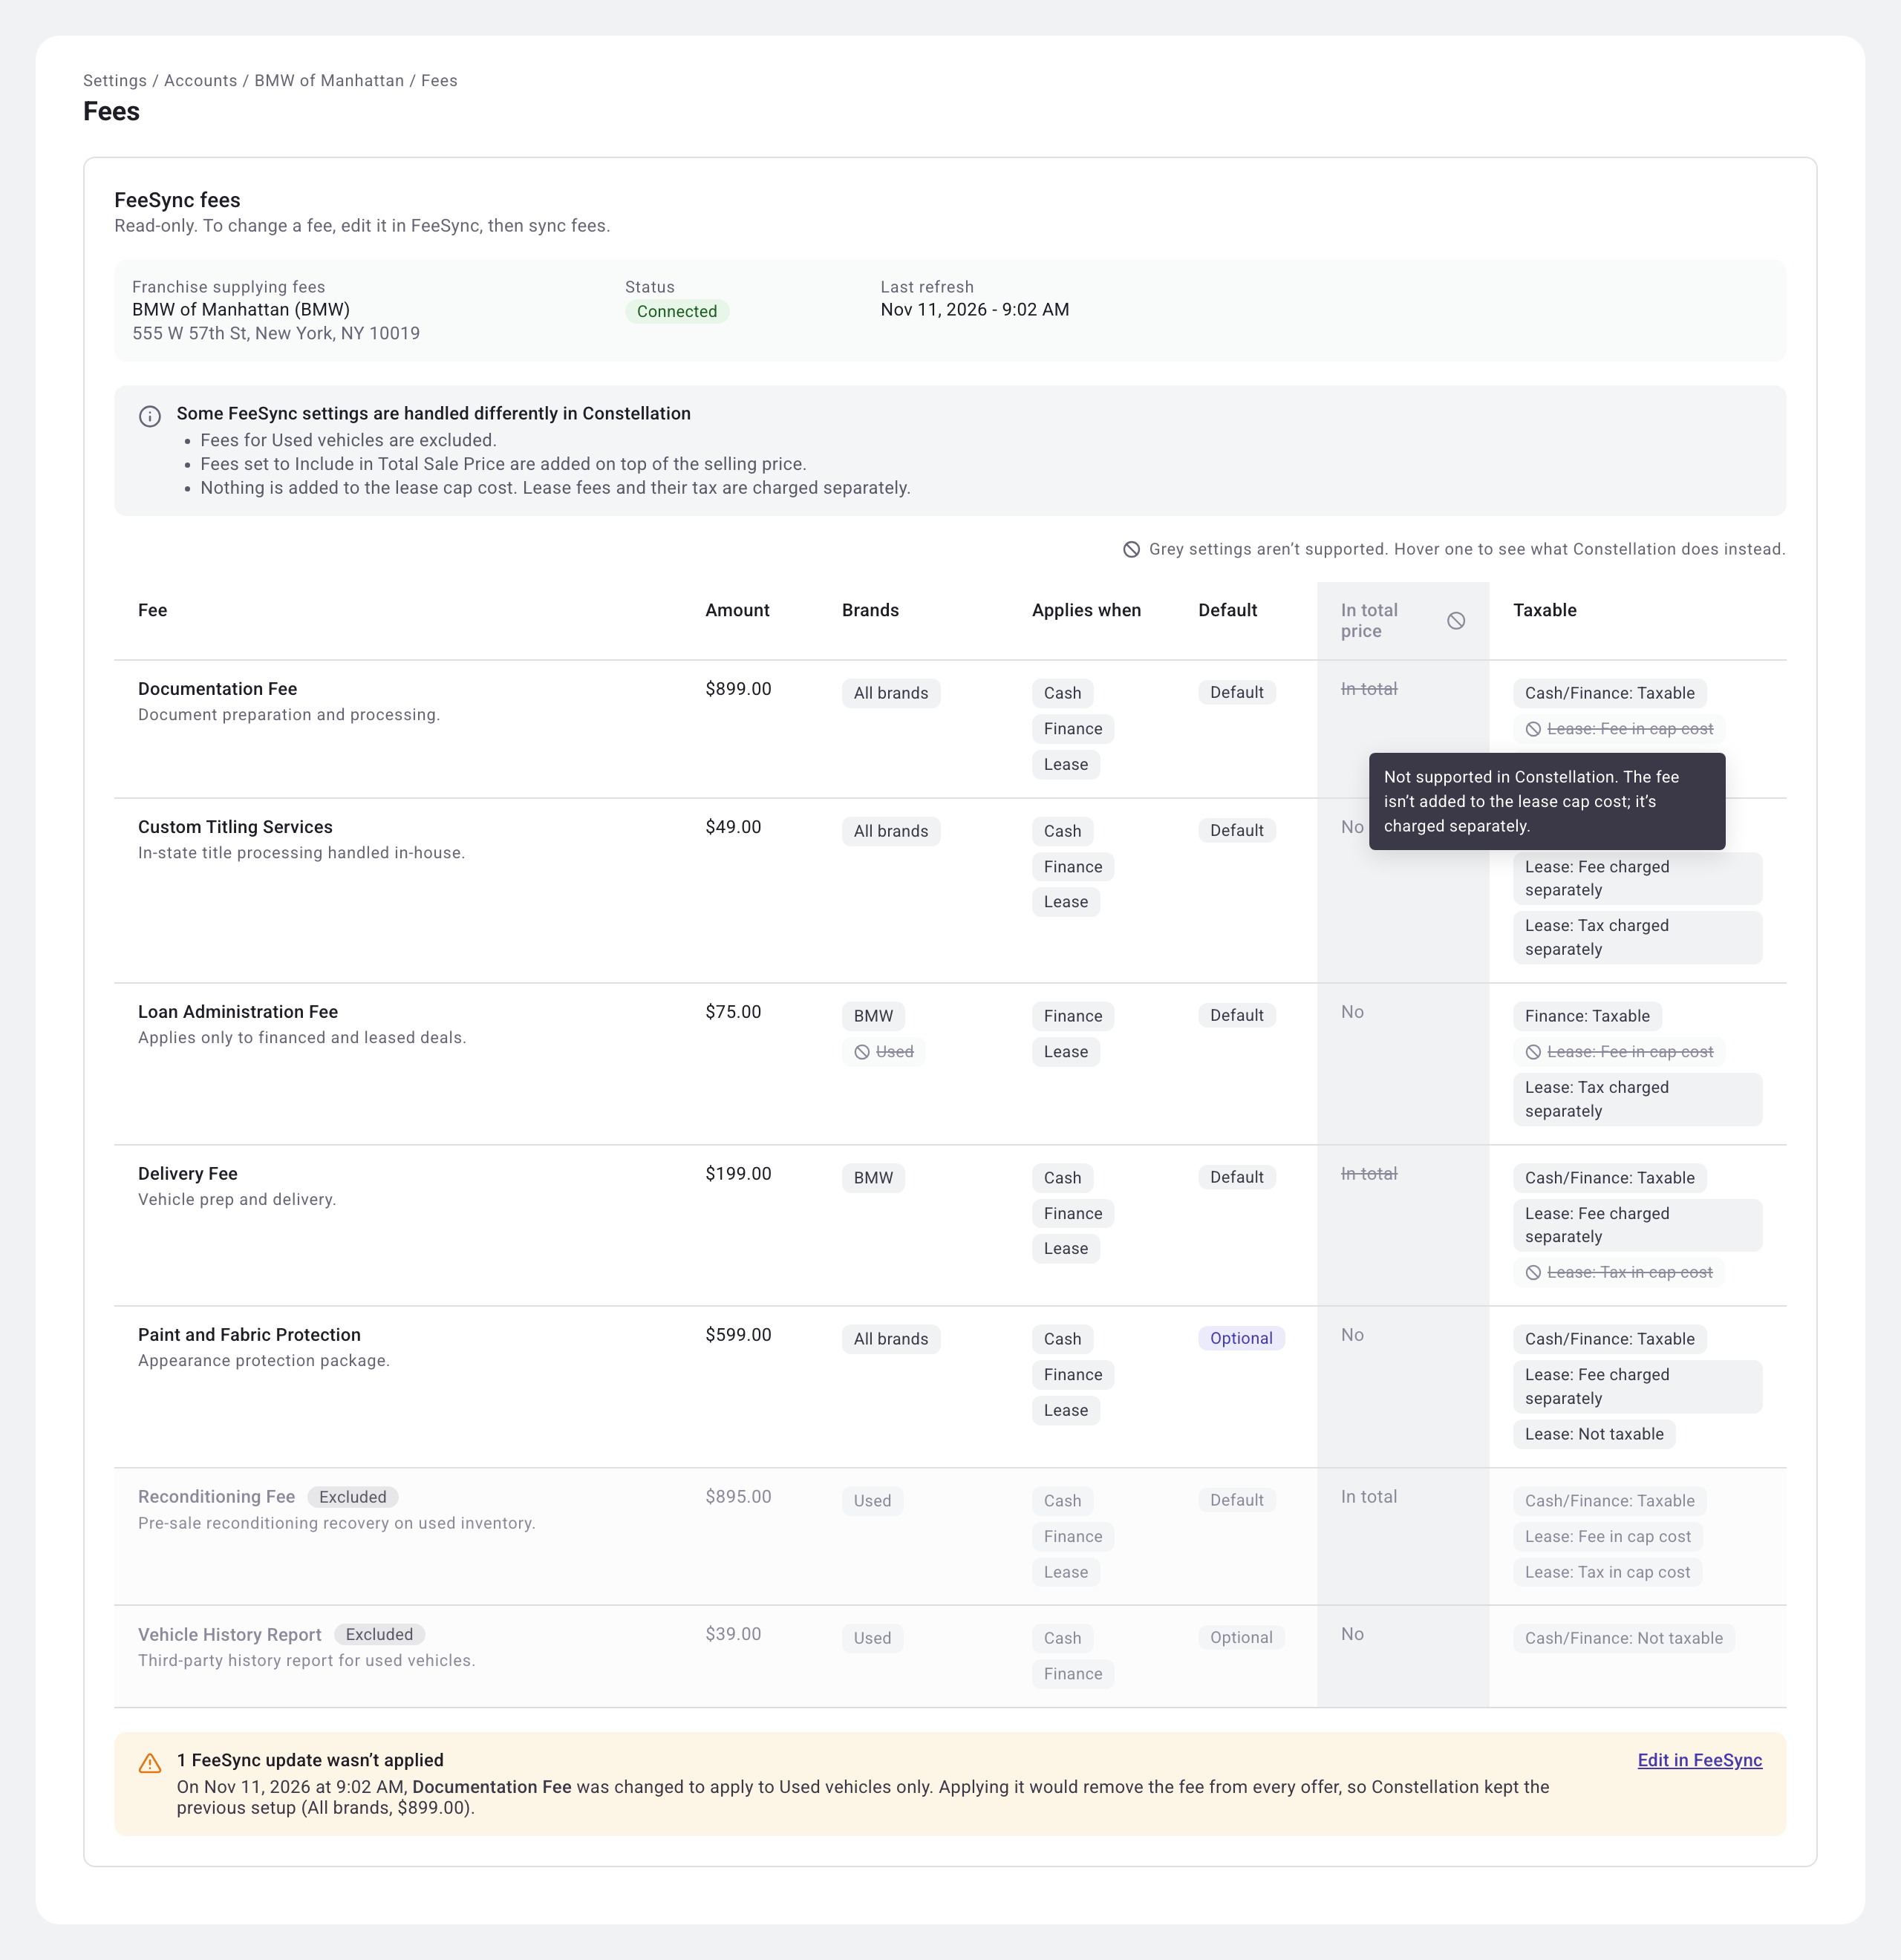 Settings / Accounts / BMW of Manhattan / Fees
Fees
FeeSync fees
Read-only. To change a fee, edit it in FeeSync, then sync fees.
Franchise supplying fees
BMW of Manhattan (BMW)
555 W 57th St, New York, NY 10019
Status
Connected
Last refresh
Nov 11, 2026 - 9:02 AM
Some FeeSync settings are handled differently in Constellation
• Fees for Used vehicles are excluded.
• Fees set to Include in Total Sale Price are added on top of the selling price.
• Nothing is added to the lease cap cost. Lease fees and their tax are charged separately.
Grey settings aren’t supported. Hover one to see what Constellation does instead.
Fee
Amount
Brands
Applies when
Default
In total
price
Taxable
Documentation Fee
Document preparation and processing.
$899.00
All brands
Cash
Finance
Lease
Default
In total
Cash/Finance: Taxable
Lease: Fee in cap cost
Not supported in Constellation. The fee
isn’t added to the lease cap cost; it’s
charged separately.
Custom Titling Services
In-state title processing handled in-house.
$49.00
All brands
Cash
Finance
Lease
Default
No
Lease: Fee charged
separately
Lease: Tax charged
separately
Loan Administration Fee
Applies only to financed and leased deals.
$75.00
BMW
Used
Finance
Lease
Default
No
Finance: Taxable
Lease: Fee in cap cost
Lease: Tax charged
separately
Delivery Fee
Vehicle prep and delivery.
$199.00
BMW
Cash
Finance
Lease
Default
In total
Cash/Finance: Taxable
Lease: Fee charged
separately
Lease: Tax in cap cost
Paint and Fabric Protection
Appearance protection package.
$599.00
All brands
Cash
Finance
Lease
Optional
No
Cash/Finance: Taxable
Lease: Fee charged
separately
Lease: Not taxable
Reconditioning Fee
Excluded
Pre-sale reconditioning recovery on used inventory.
$895.00
Used
Cash
Finance
Lease
Default
In total
Cash/Finance: Taxable
Lease: Fee in cap cost
Lease: Tax in cap cost
Vehicle History Report
Excluded
Third-party history report for used vehicles.
$39.00
Used
Cash
Finance
Optional
No
Cash/Finance: Not taxable
1 FeeSync update wasn’t applied
On Nov 11, 2026 at 9:02 AM, Documentation Fee was changed to apply to Used vehicles only. Applying it would remove the fee from every offer, so Constellation kept the
previous setup (All brands, $899.00).
Edit in FeeSync